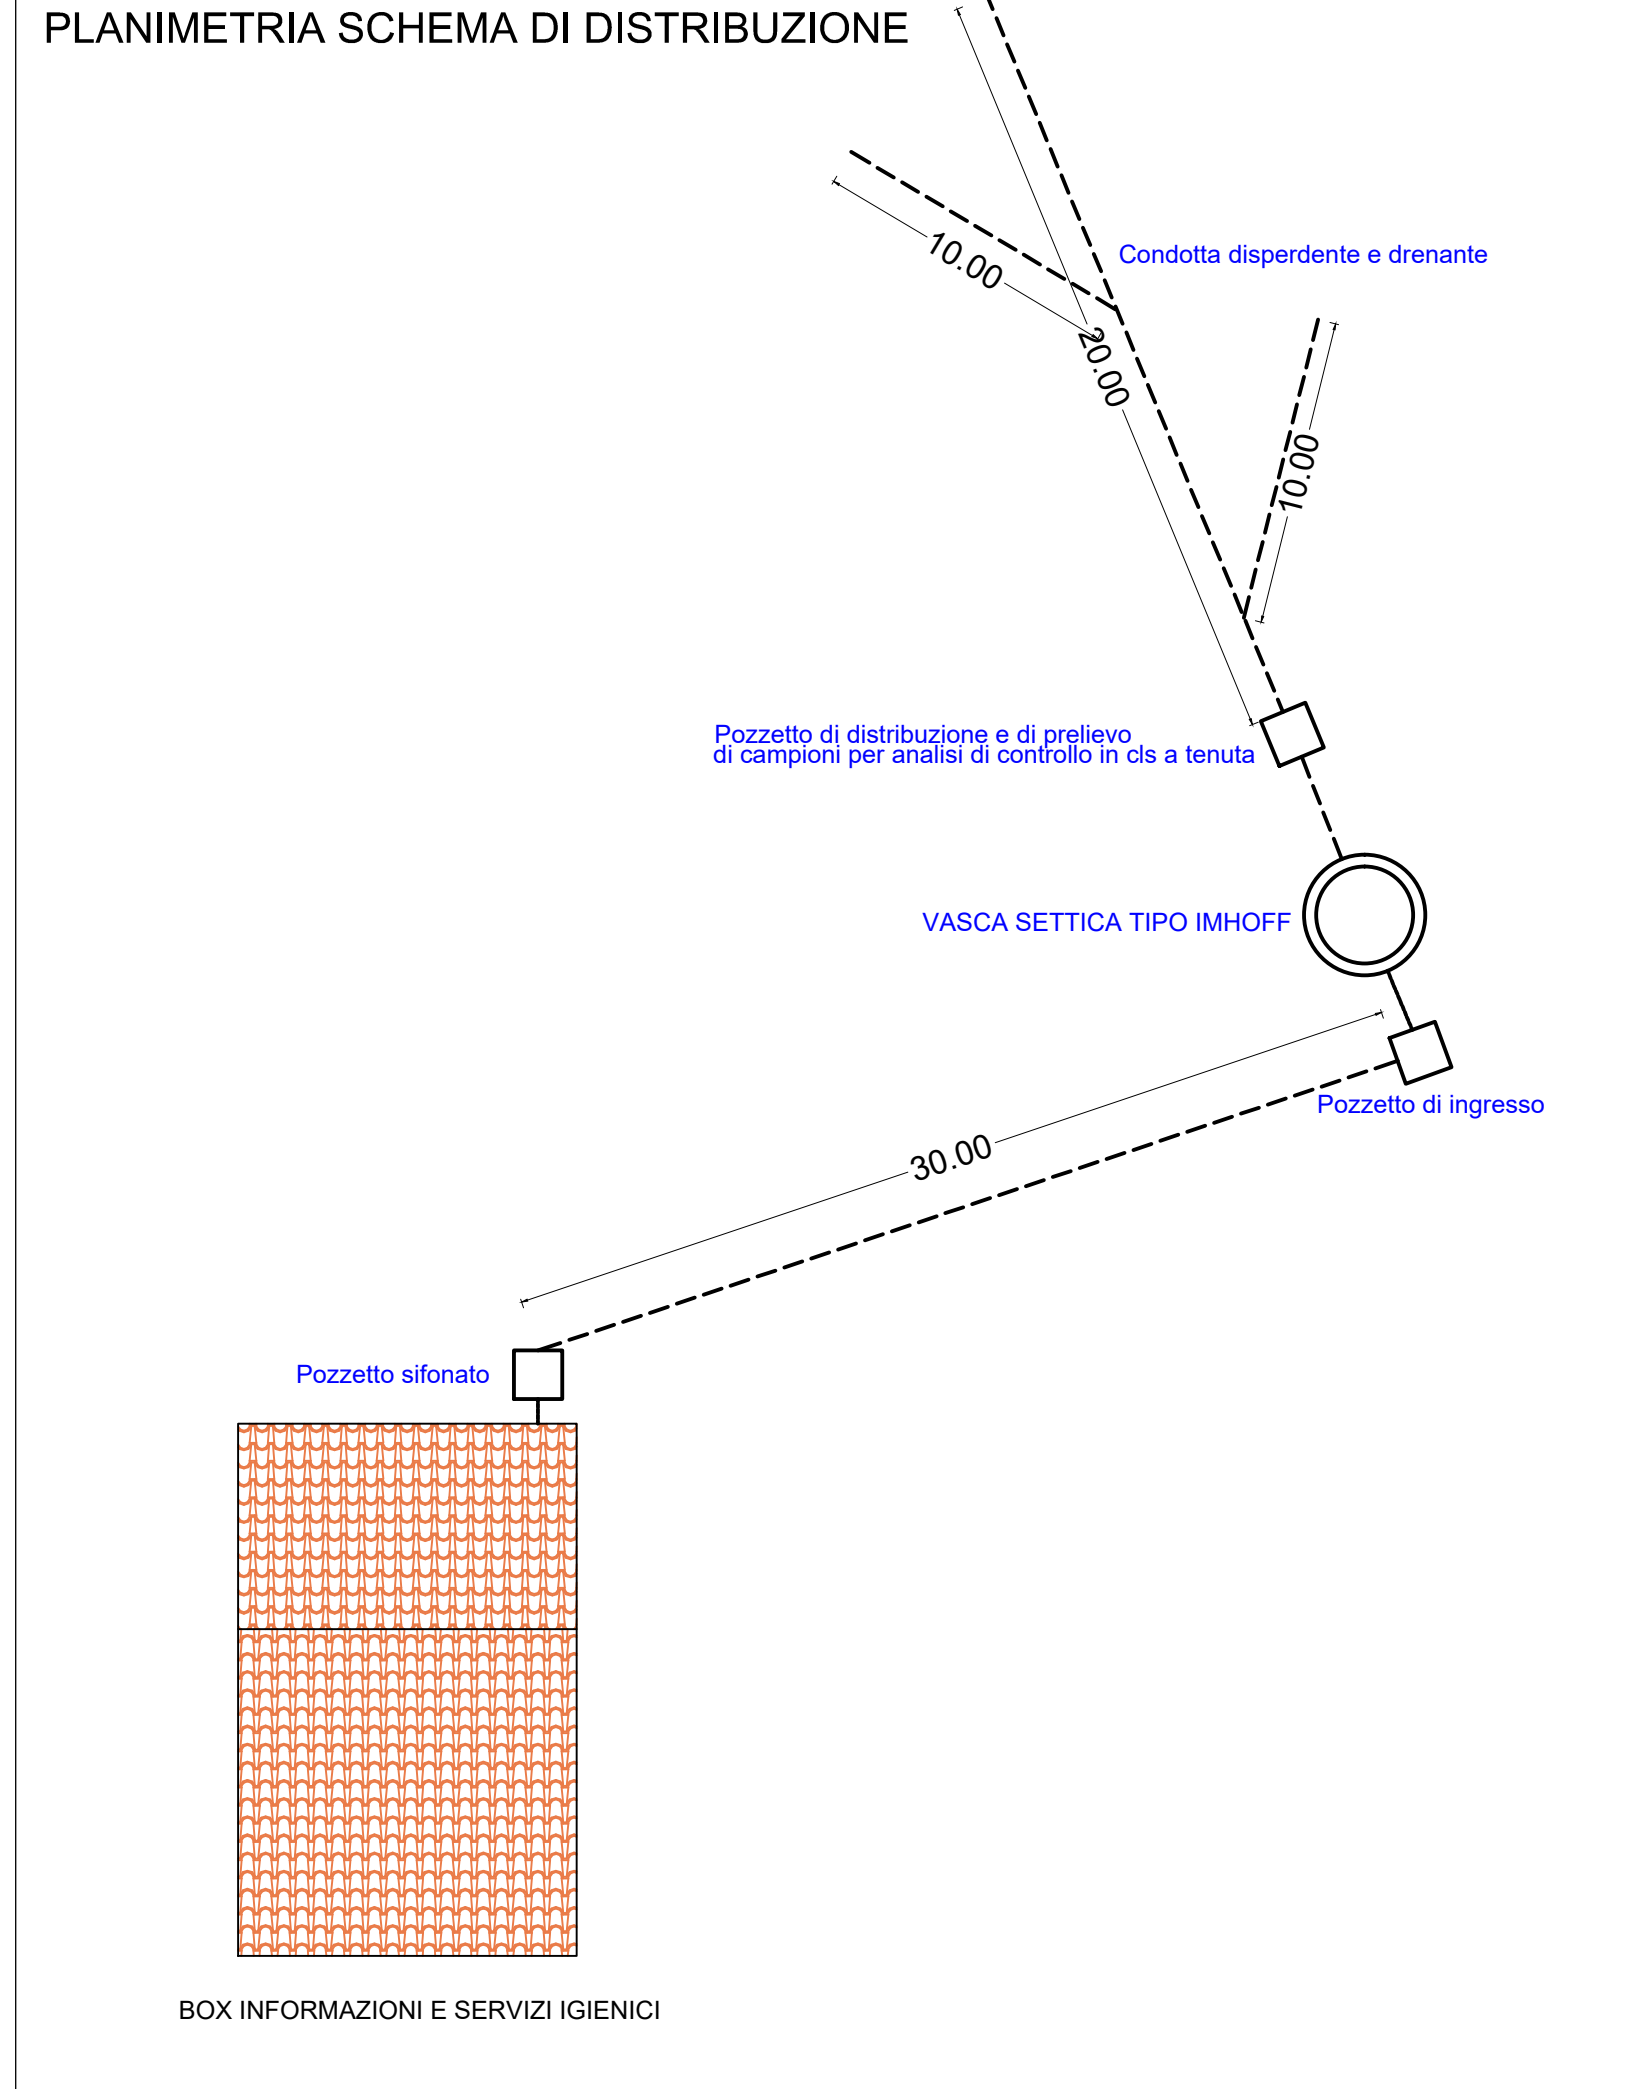 PLANIMETRIA SCHEMA DI DISTRIBUZIONE
10.00
Condotta disperdente e drenante
20.00
10.00
Pozzetto di distribuzione e di prelievo
di campioni per analisi di controllo in cls a tenuta
VASCA SETTICA TIPO IMHOFF
Pozzetto di ingresso
30.00
Pozzetto sifonato
BOX INFORMAZIONI E SERVIZI IGIENICI